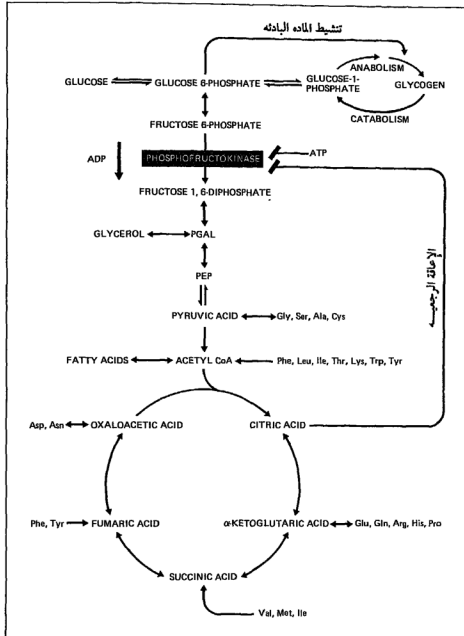 تنشيط الماده البادئه
ANABOLISM
GLUCOSE GLUCOSE 6-PHOSPHATE GLUCOSE-1-
PHOSPHATE GLYCOGEN
CATABOLISM
FRUCTOSE 6-PHOSPHATE
ADP PHOSPHOFRUCTOKINASE ATP
FRUCTOSE 1, 6-DIPHOSPHATE
الإعاقة الرجعيه
GLYCEROL PGAL
PEP
PYRUVIC ACID Gly, Ser, Ala, Cys
FATTY ACIDS ACETYL CoA Phe, Leu, Ile, Thr, Lys, Trp, Tyr
Asp, Asn OXALOACETIC ACID CITRIC ACID
Phe, Tyr FUMARIC ACID α-KETOGLUTARIC ACID Glu, Gln, Arg, His, Pro
SUCCINIC ACID
Val, Met, Ile